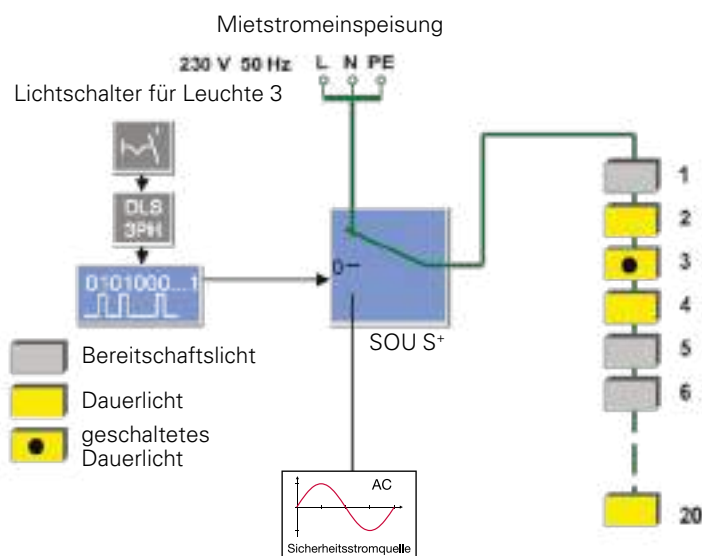 Mietstromeinspeisung
230 V 50 Hz L N PE
Lichtschalter für Leuchte 3
DLS
3PH
0101000...1
0
SOU S+
1
2
3
4
5
6
20
Bereitschaftslicht
Dauerlicht
geschaltetes
Dauerlicht
AC
Sicherheitsstromquelle